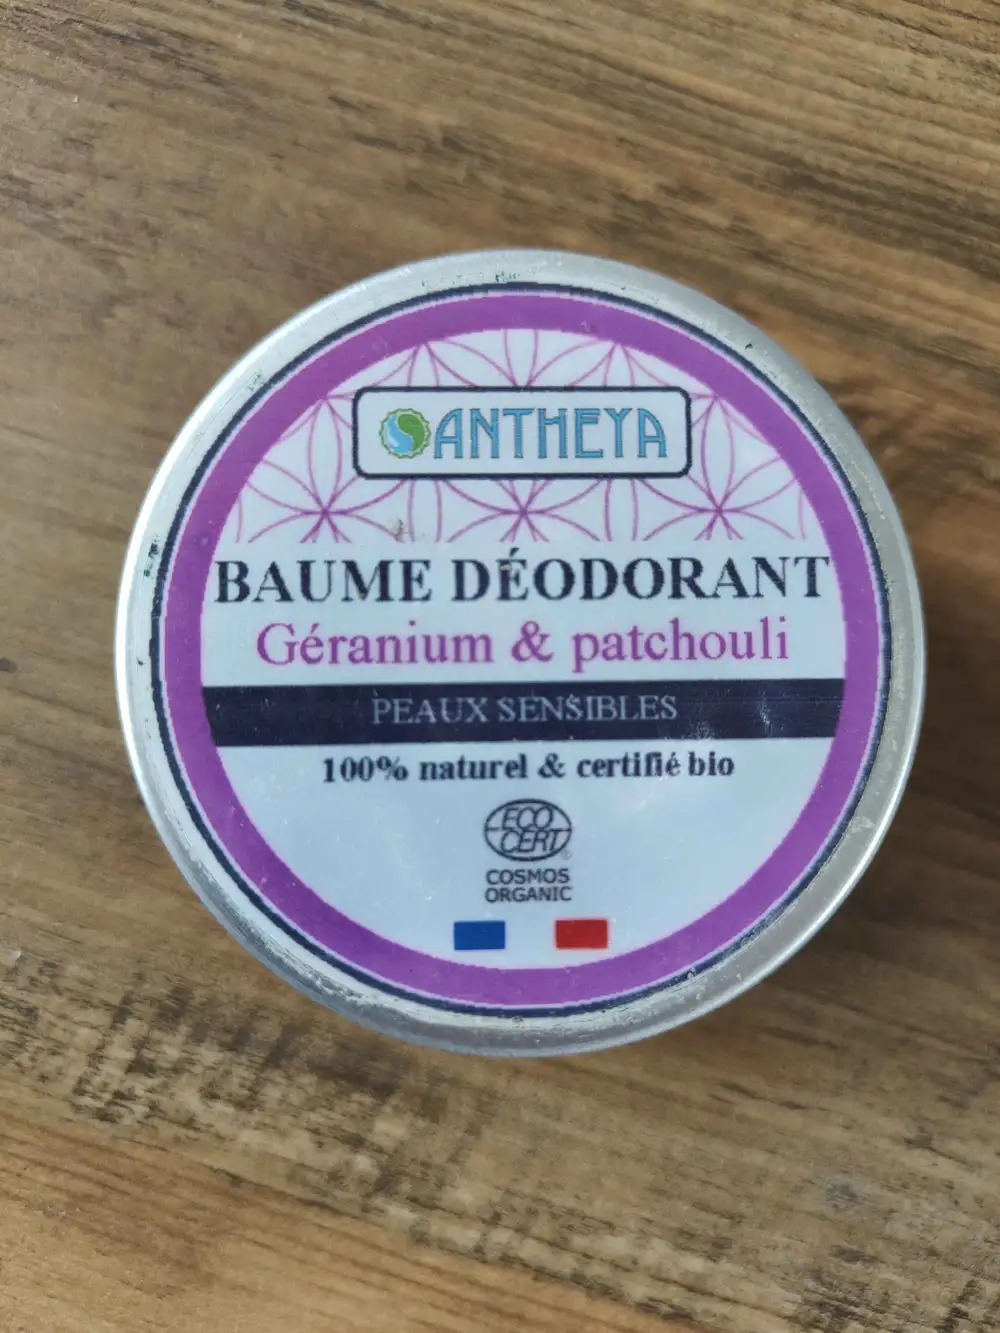 ANTHEYA
BAUME DÉODORANT
Géranium & patchouli
PEAUX SENSIBLES
100% naturel & certifié bio
ECO
CERT
®
COSMOS
ORGANIC